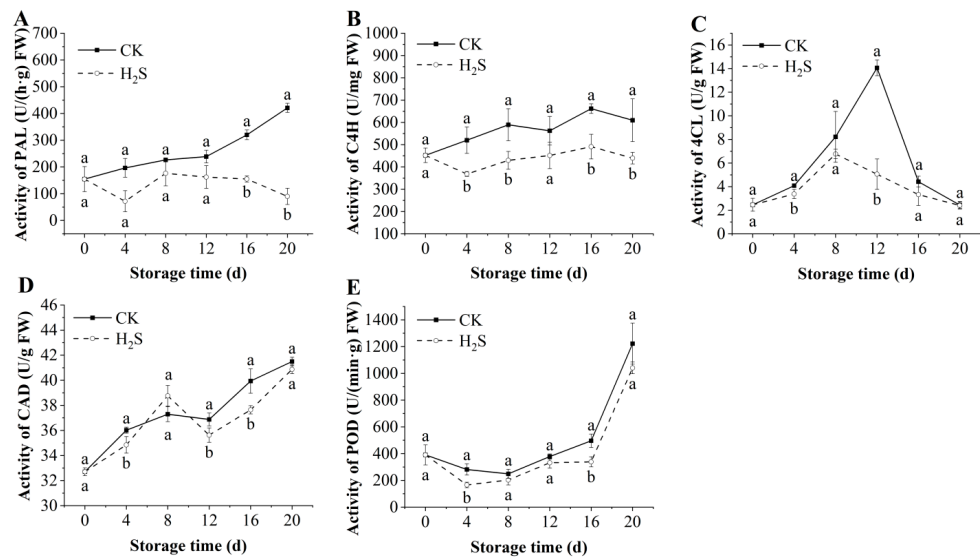 A
Activity of PAL (U/(h·g) FW)
700
600
500
400
300
200
100
0
CK
H₂S
a
a
a
a
a
a
a
a
a
a
b
b
0 4 8 12 16 20
Storage time (d)
B
Activity of C4H (U/mg FW)
1000
900
800
700
600
500
400
300
200
100
CK
H₂S
a
a
a
a
a
a
a
b
b
a
b
b
0 4 8 12 16 20
Storage time (d)
C
Activity of 4CL (U/g FW)
16
14
12
10
8
6
4
2
0
CK
H₂S
a
a
a
a
a
a
a
b
a
b
a
a
0 4 8 12 16 20
Storage time (d)
D
Activity of CAD (U/g FW)
46
44
42
40
38
36
34
32
30
CK
H₂S
a
a
a
a
a
a
a
b
a
b
b
a
0 4 8 12 16 20
Storage time (d)
E
Activity of POD (U/(min·g) FW)
1400
1200
1000
800
600
400
200
0
CK
H₂S
a
a
a
a
a
a
a
b
a
a
b
a
0 4 8 12 16 20
Storage time (d)